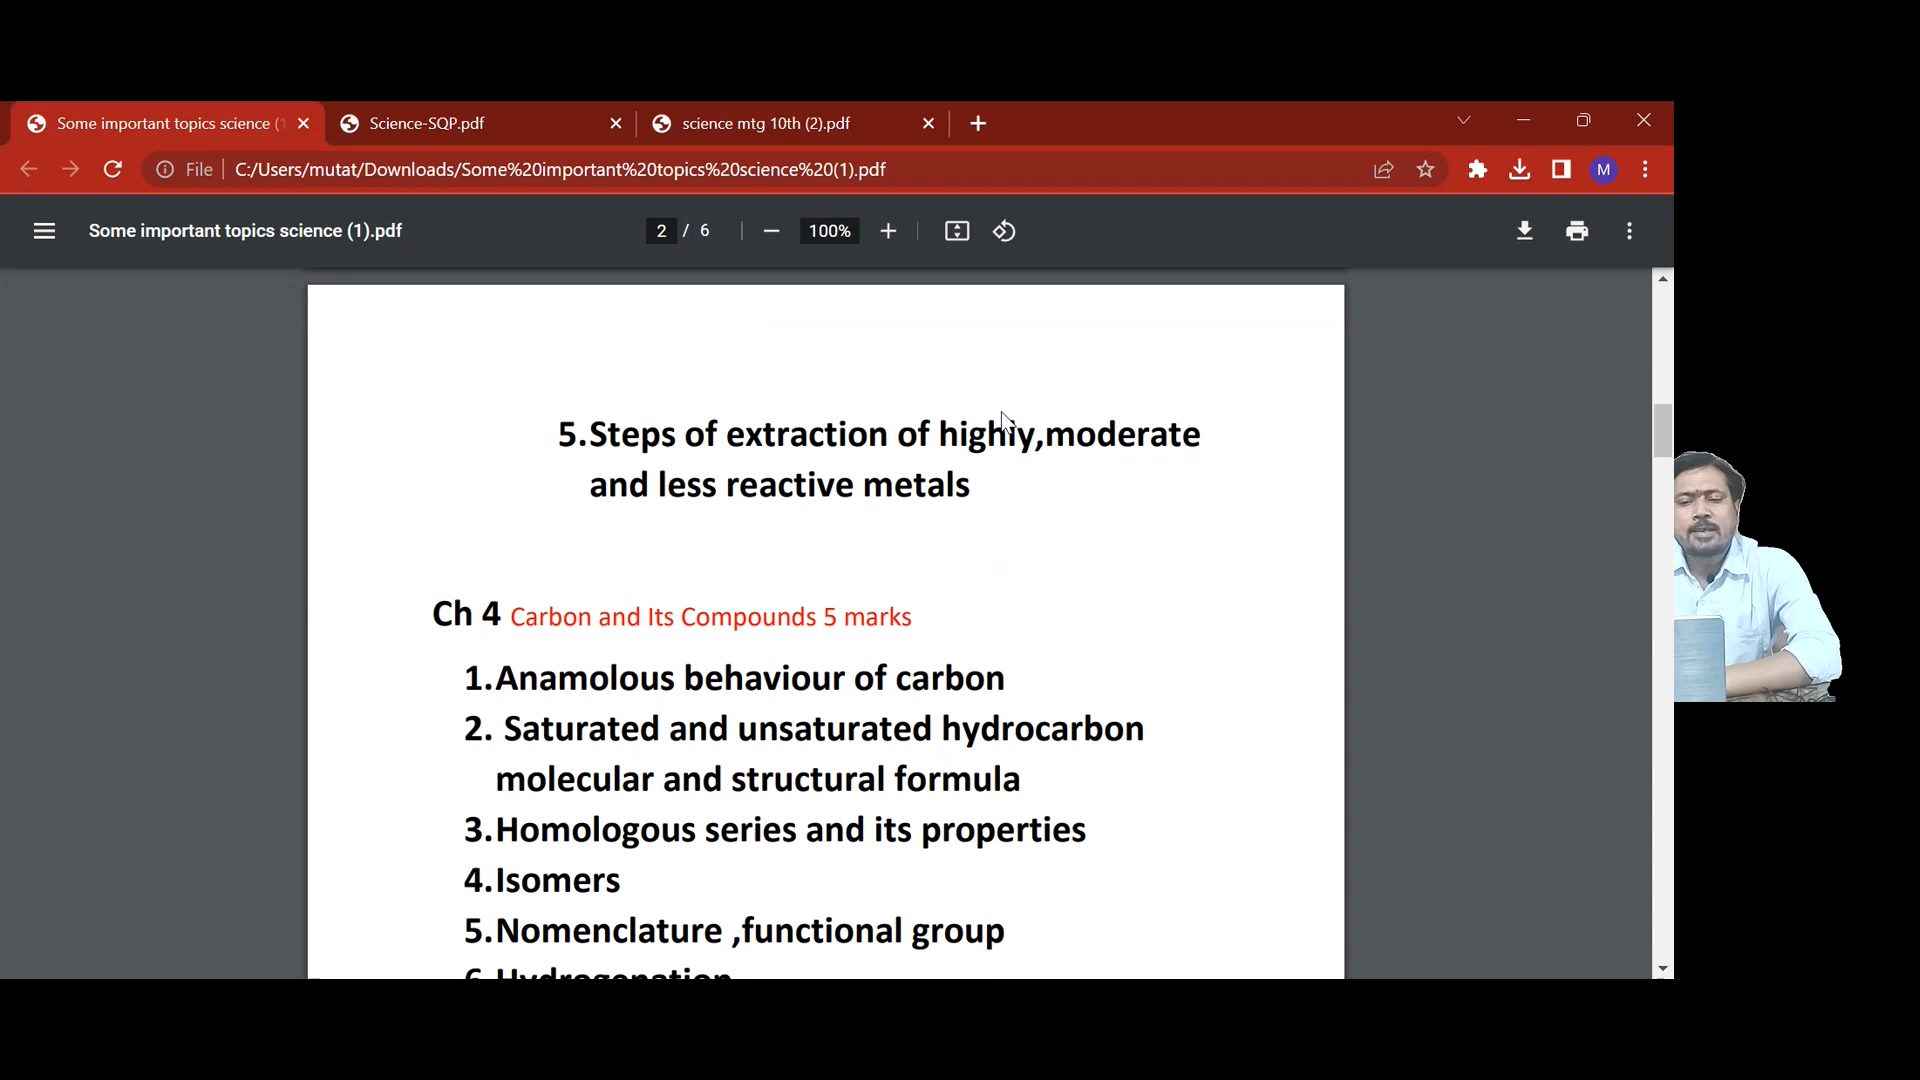 Some important topics science (1
Science-SQP.pdf
science mtg 10th (2).pdf
File
C:/Users/mutat/Downloads/Some%20important%20topics%20science%20(1).pdf
M
Some important topics science (1).pdf
2 / 6
100%
5.Steps of extraction of highly,moderate
and less reactive metals
Ch 4 Carbon and Its Compounds 5 marks
1.Anamolous behaviour of carbon
2. Saturated and unsaturated hydrocarbon
molecular and structural formula
3.Homologous series and its properties
4.Isomers
5.Nomenclature ,functional group
6.Hydrogenation